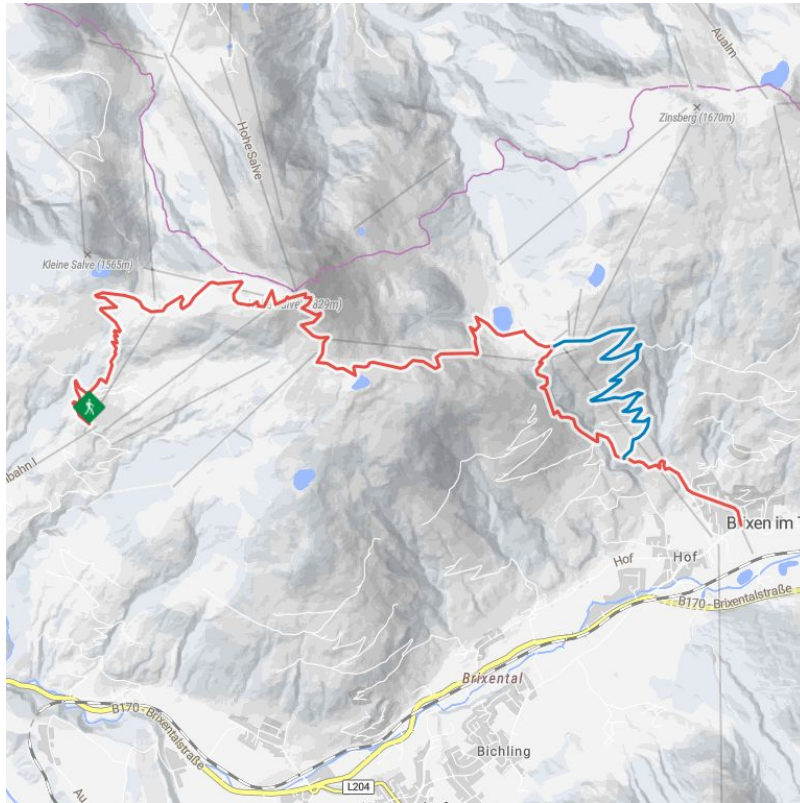 Aualm
Zinsberg (1670m)
Hohe Salve
Kleine Salve (1565m)
Brixen im T
Hof
Hof
B170 - Brixentalstraße
Brixental
B170 - Brixentalstraße
Bichling
L204
Au